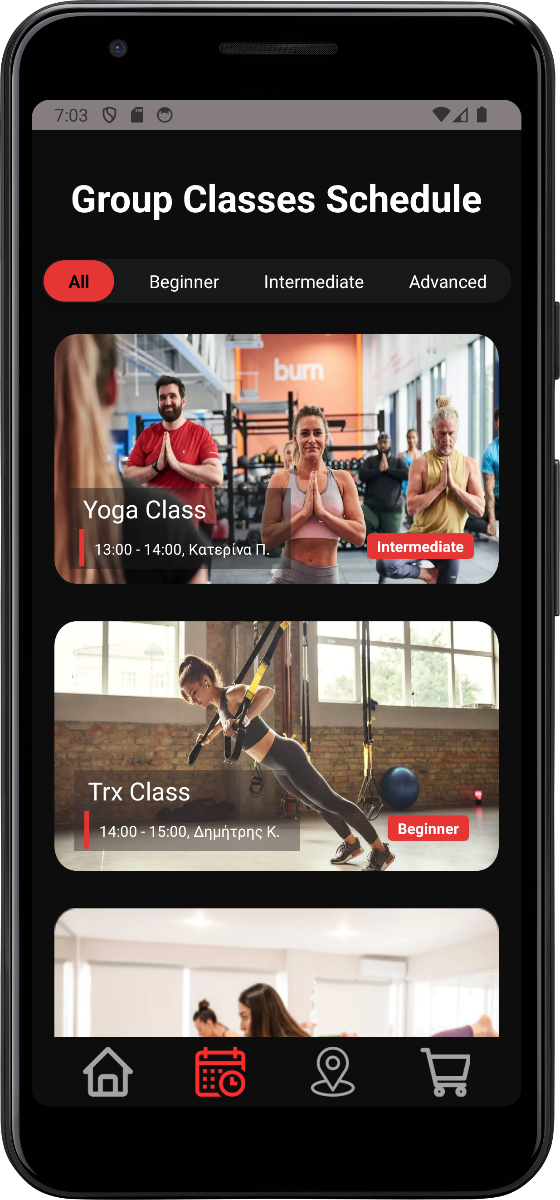 7:03
Group Classes Schedule
All Beginner Intermediate Advanced
burn
Yoga Class
13:00 - 14:00, Κατερίνα Π.
Intermediate
Trx Class
14:00 - 15:00, Δημήτρης Κ.
Beginner